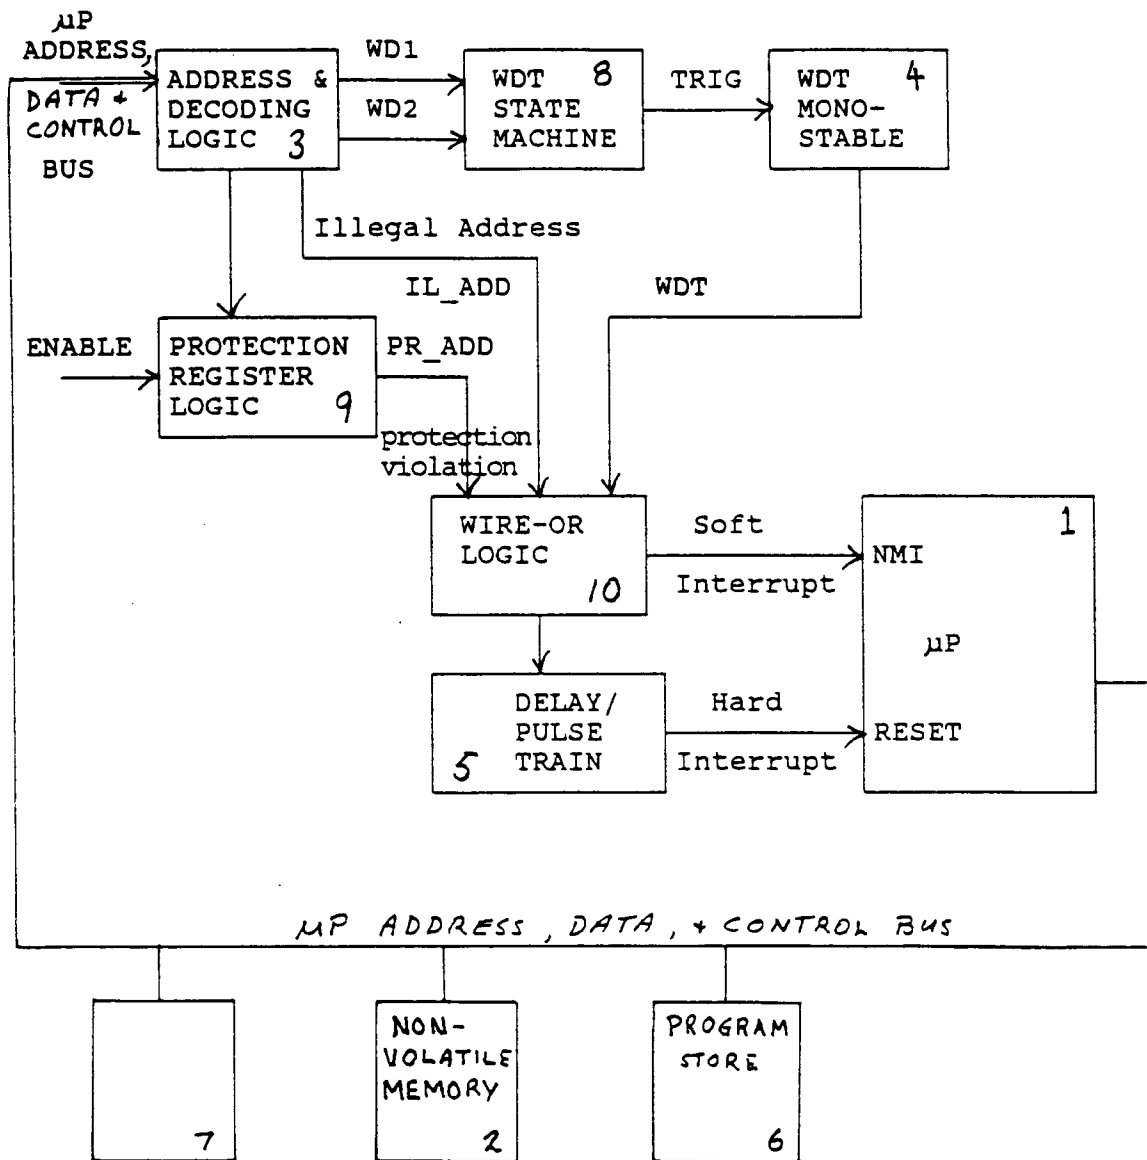 µP
ADDRESS,
DATA +
CONTROL
BUS
ADDRESS &
DECODING
LOGIC 3
WD1
WD2
WDT 8
STATE
MACHINE
TRIG
WDT 4
MONO-
STABLE
Illegal Address
IL_ADD
WDT
ENABLE
PROTECTION
REGISTER
LOGIC 9
PR_ADD
protection
violation
WIRE-OR
LOGIC
10
Soft
Interrupt
NMI
1
µP
RESET
DELAY/
PULSE
5 TRAIN
Hard
Interrupt
µP ADDRESS, DATA, + CONTROL BUS
7
NON-
VOLATILE
MEMORY
2
PROGRAM
STORE
6